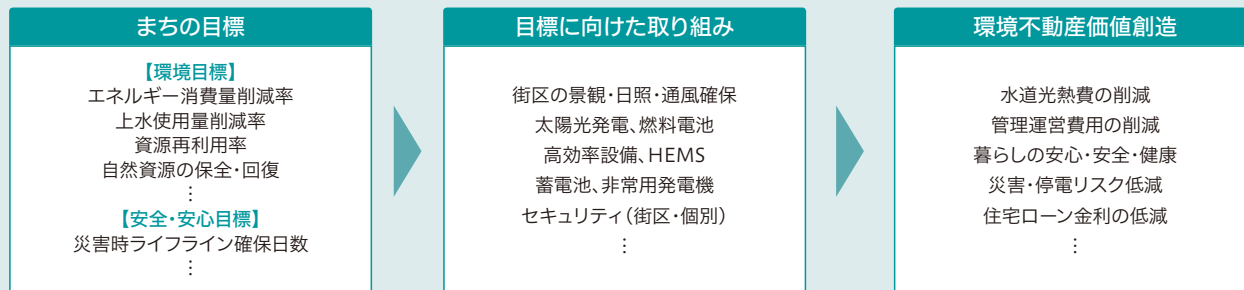 まちの目標
【環境目標】
エネルギー消費量削減率
上水使用量削減率
資源再利用率
自然資源の保全・回復
⋮
【安全・安心目標】
災害時ライフライン確保日数
⋮
目標に向けた取り組み
街区の景観・日照・通風確保
太陽光発電、燃料電池
高効率設備、HEMS
蓄電池、非常用発電機
セキュリティ（街区・個別）
⋮
環境不動産価値創造
水道光熱費の削減
管理運営費用の削減
暮らしの安心・安全・健康
災害・停電リスク低減
住宅ローン金利の低減
⋮